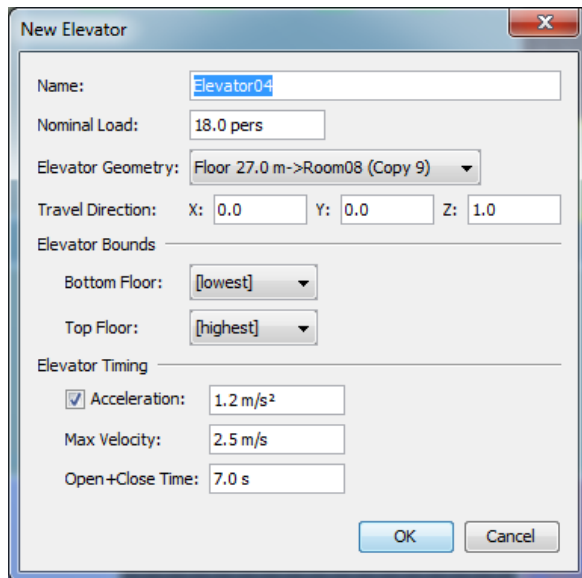 New Elevator
Name: Elevator04
Nominal Load: 18.0 pers
Elevator Geometry: Floor 27.0 m->Room08 (Copy 9)
Travel Direction: X: 0.0 Y: 0.0 Z: 1.0
Elevator Bounds
Bottom Floor: [lowest]
Top Floor: [highest]
Elevator Timing
Acceleration: 1.2 m/s²
Max Velocity: 2.5 m/s
Open+Close Time: 7.0 s
OK Cancel